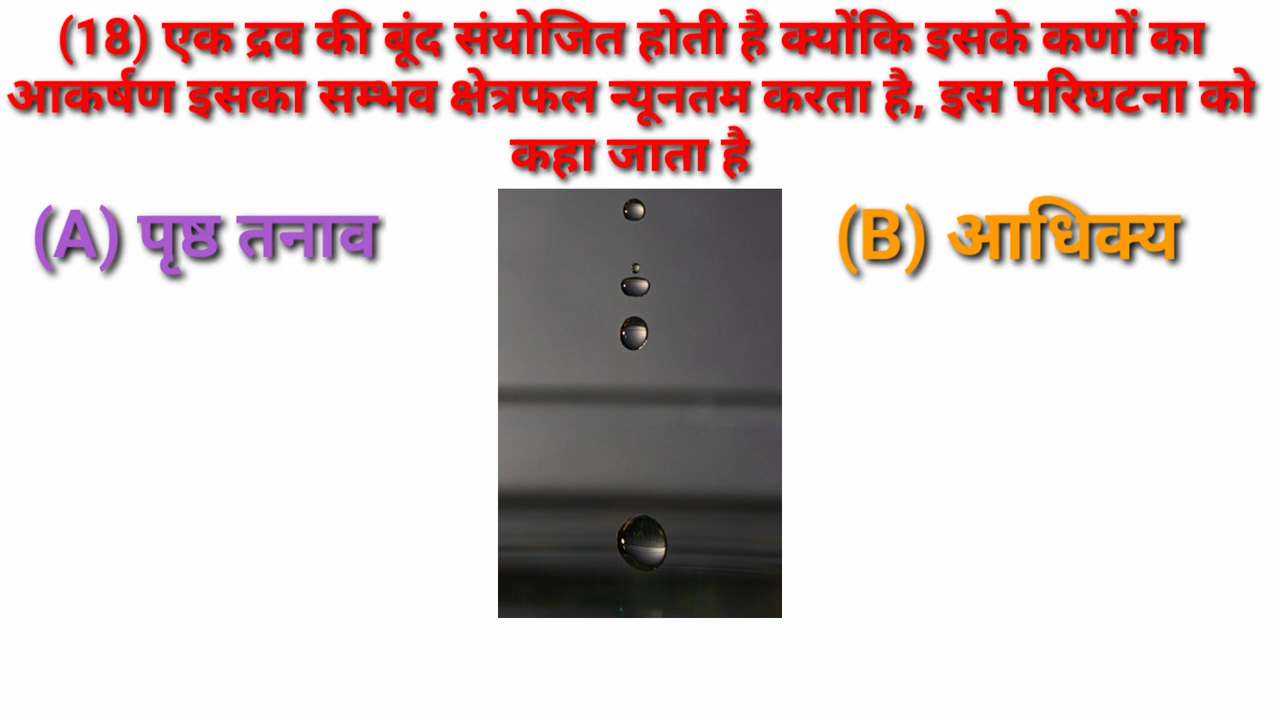 (18) एक द्रव की बूंद संयोजित होती है क्योंकि इसके कणों का
आकर्षण इसका सम्भव क्षेत्रफल न्यूनतम करता है, इस परिघटना को
कहा जाता है
(A) पृष्ठ तनाव
(B) आधिक्य